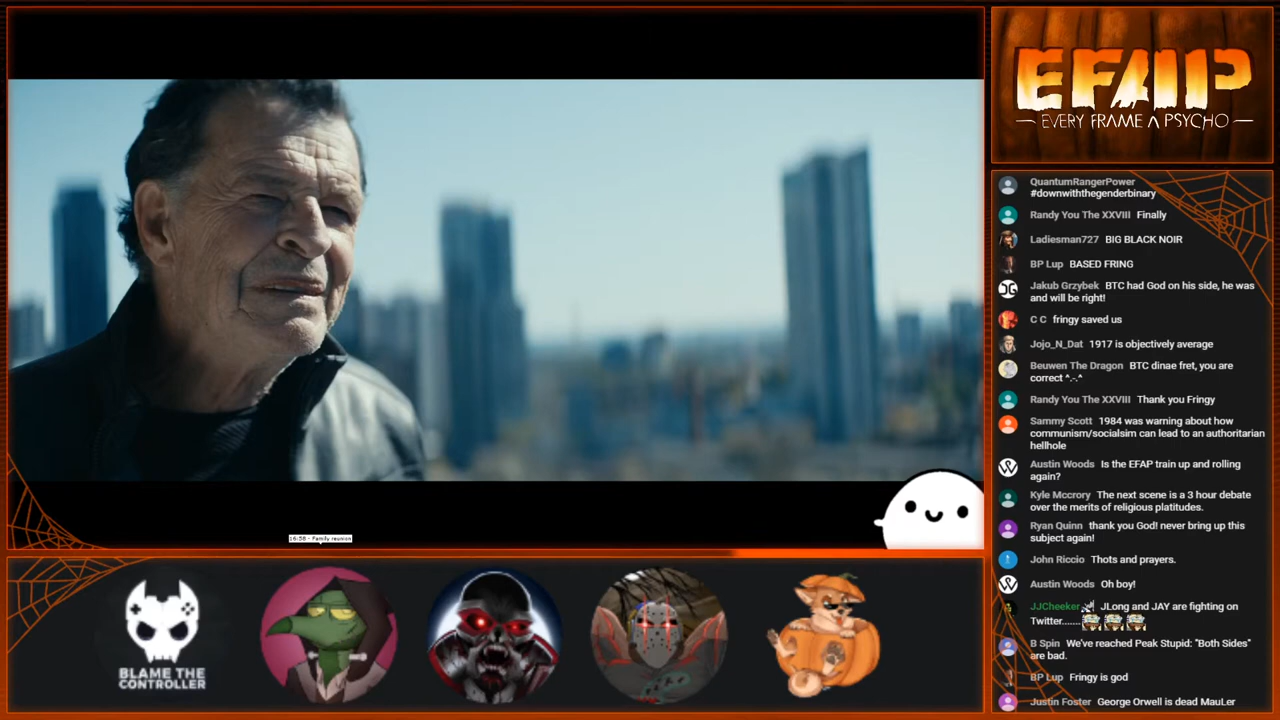 EFAP
EVERY FRAME A PSYCHO
QuantumRangerPower
#downwiththegenderbinary
Randy You The XXVIII Finally
Ladiesman727 BIG BLACK NOIR
BP Lup BASED FRING
Jakub Grzybek BTC had God on his side, he was
and will be right!
C C fringy saved us
Jojo_N_Dat 1917 is objectively average
Beuwen The Dragon BTC dinae fret, you are
correct ^.-.^
Randy You The XXVIII Thank you Fringy
Sammy Scott 1984 was warning about how
communism/socialsim can lead to an authoritarian
hellhole
Austin Woods Is the EFAP train up and rolling
again?
Kyle Mccrory The next scene is a 3 hour debate
over the merits of religious platitudes.
Ryan Quinn thank you God! never bring up this
subject again!
John Riccio Thots and prayers.
Austin Woods Oh boy!
JJCheeker JLong and JAY are fighting on
Twitter.......
B Spin We've reached Peak Stupid: "Both Sides"
are bad.
BP Lup Fringy is god
Justin Foster George Orwell is dead MauLer
16:58 - Family reunion
BLAME THE
CONTROLLER